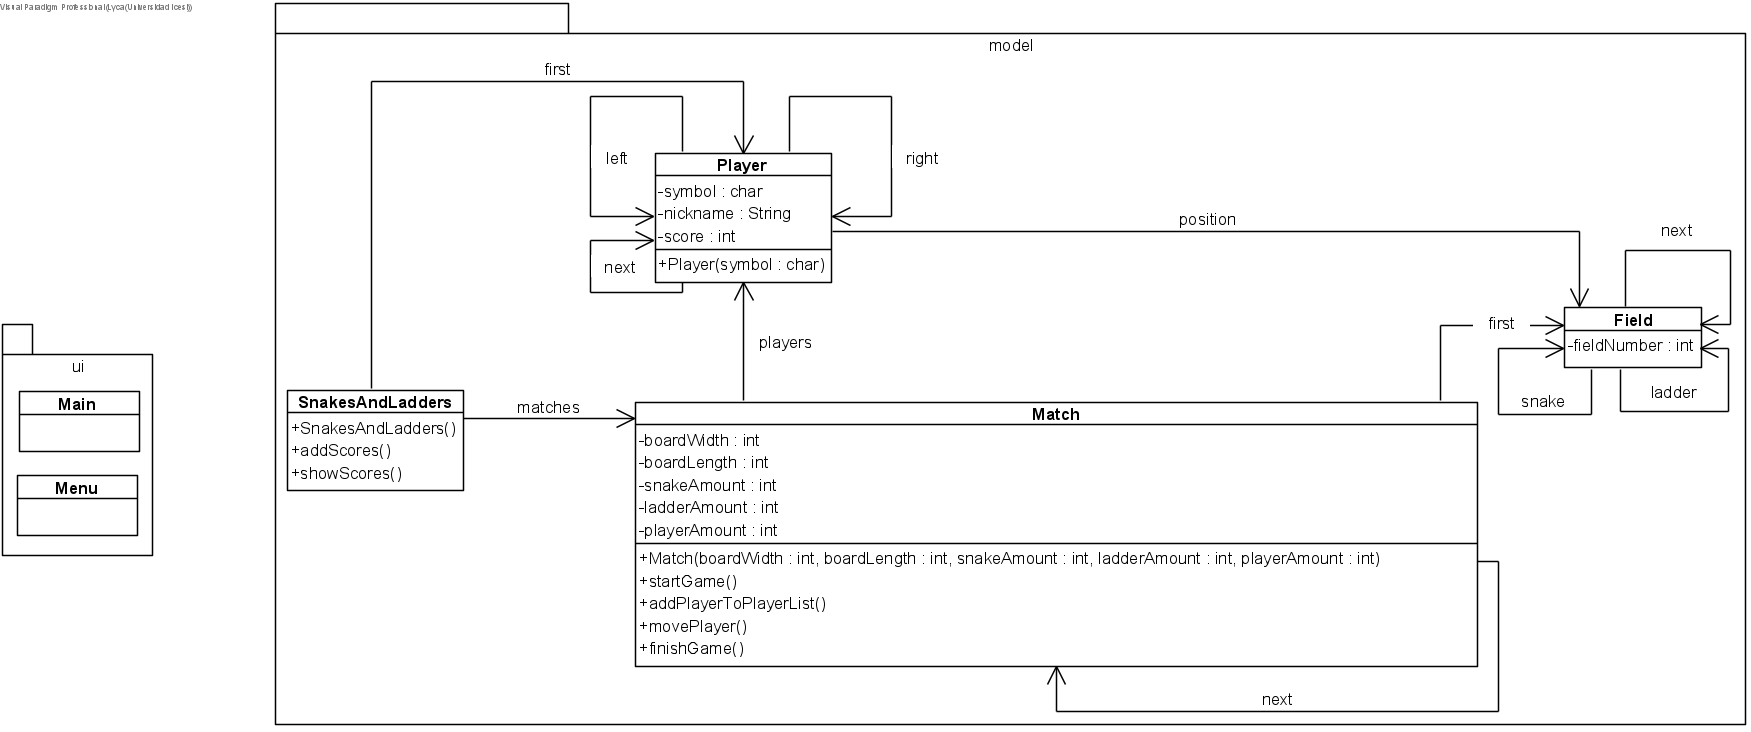 Visual Paradigm Professional(Lyca(Universidad Icesi))
model
first
left
right
Player
-symbol : char
-nickname : String
-score : int
+Player(symbol : char)
next
position
next
players
first
Field
-fieldNumber : int
snake
ladder
ui
Main
Menu
SnakesAndLadders
+SnakesAndLadders()
+addScores()
+showScores()
matches
Match
-boardWidth : int
-boardLength : int
-snakeAmount : int
-ladderAmount : int
-playerAmount : int
+Match(boardWidth : int, boardLength : int, snakeAmount : int, ladderAmount : int, playerAmount : int)
+startGame()
+addPlayerToPlayerList()
+movePlayer()
+finishGame()
next